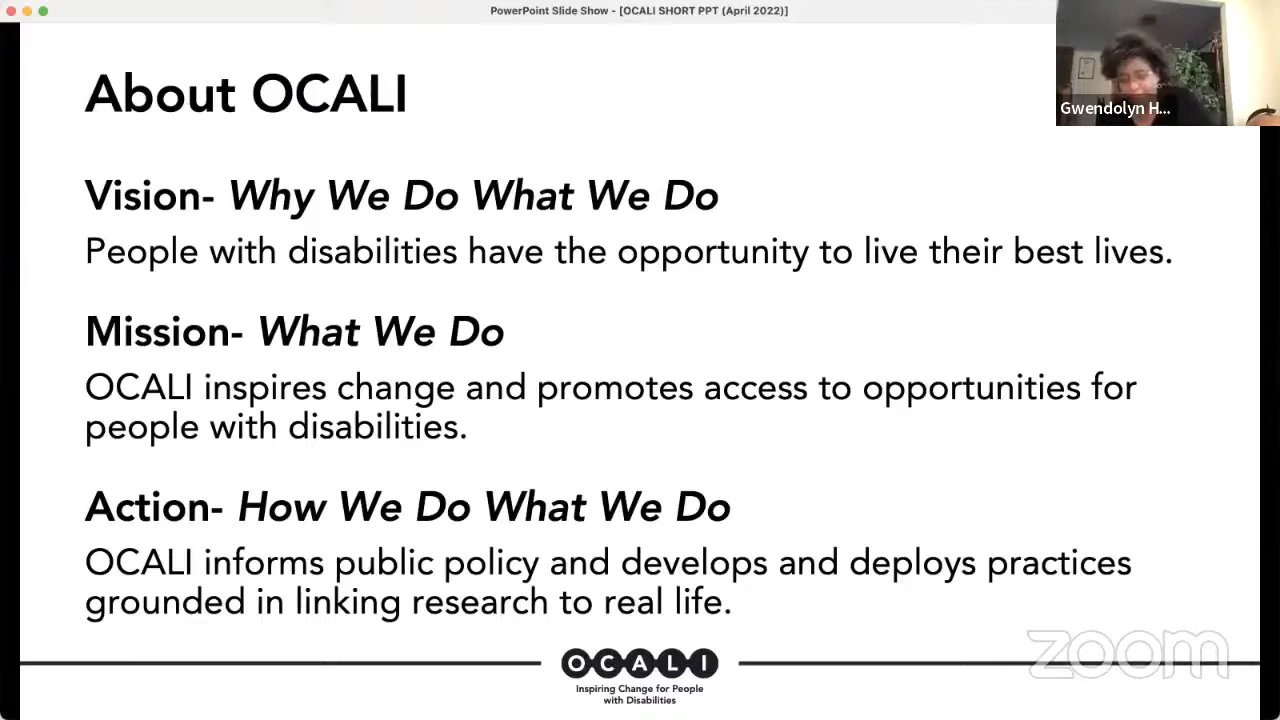 PowerPoint Slide Show - [OCALI SHORT PPT (April 2022)]
Gwendolyn H...
About OCALI
Vision- Why We Do What We Do
People with disabilities have the opportunity to live their best lives.
Mission- What We Do
OCALI inspires change and promotes access to opportunities for
people with disabilities.
Action- How We Do What We Do
OCALI informs public policy and develops and deploys practices
grounded in linking research to real life.
OCALI
Inspiring Change for People
with Disabilities
zoom